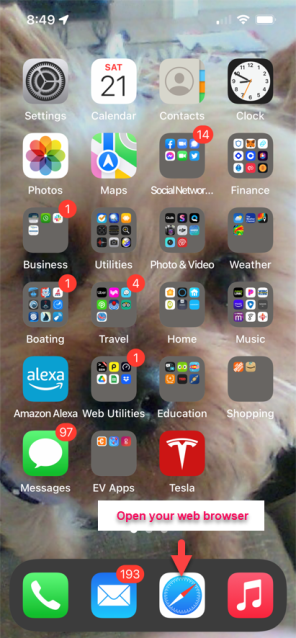 8:49
SAT
21
Settings
Calendar
Contacts
Clock
14
Photos
Maps
Social Networ...
Finance
1
Business
Utilities
Photo & Video
Weather
1
4
Boating
Travel
Home
Music
alexa
1
Amazon Alexa
Web Utilities
Education
Shopping
97
Messages
EV Apps
Tesla
Open your web browser
193